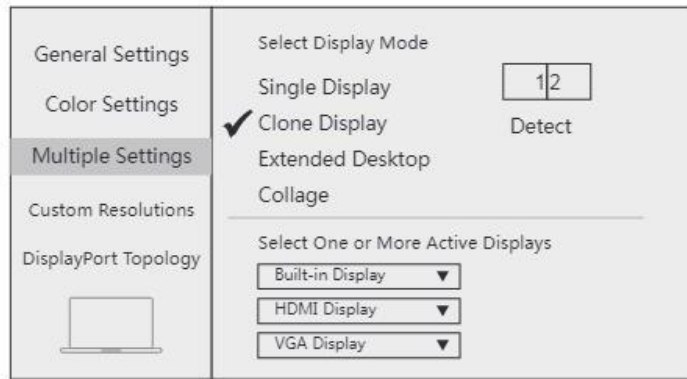 General Settings
Color Settings
Multiple Settings
Custom Resolutions
DisplayPort Topology
Select Display Mode
Single Display
Clone Display
Extended Desktop
Collage
1 2
Detect
Select One or More Active Displays
Built-in Display
HDMI Display
VGA Display